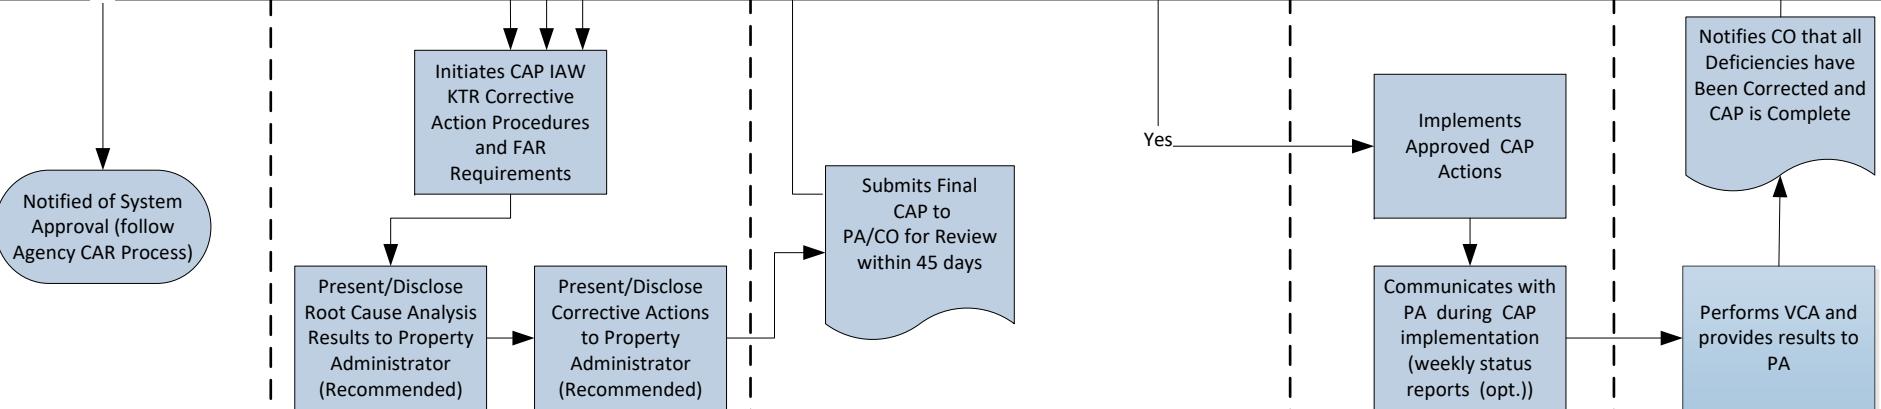 Notified of System
Approval (follow
Agency CAR Process)
Initiates CAP IAW
KTR Corrective
Action Procedures
and FAR
Requirements
Present/Disclose
Root Cause Analysis
Results to Property
Administrator
(Recommended)
Present/Disclose
Corrective Actions
to Property
Administrator
(Recommended)
Submits Final
CAP to
PA/CO for Review
within 45 days
Yes
Implements
Approved CAP
Actions
Communicates with
PA during CAP
implementation
(weekly status
reports (opt.))
Notifies CO that all
Deficiencies have
Been Corrected and
CAP is Complete
Performs VCA and
provides results to
PA